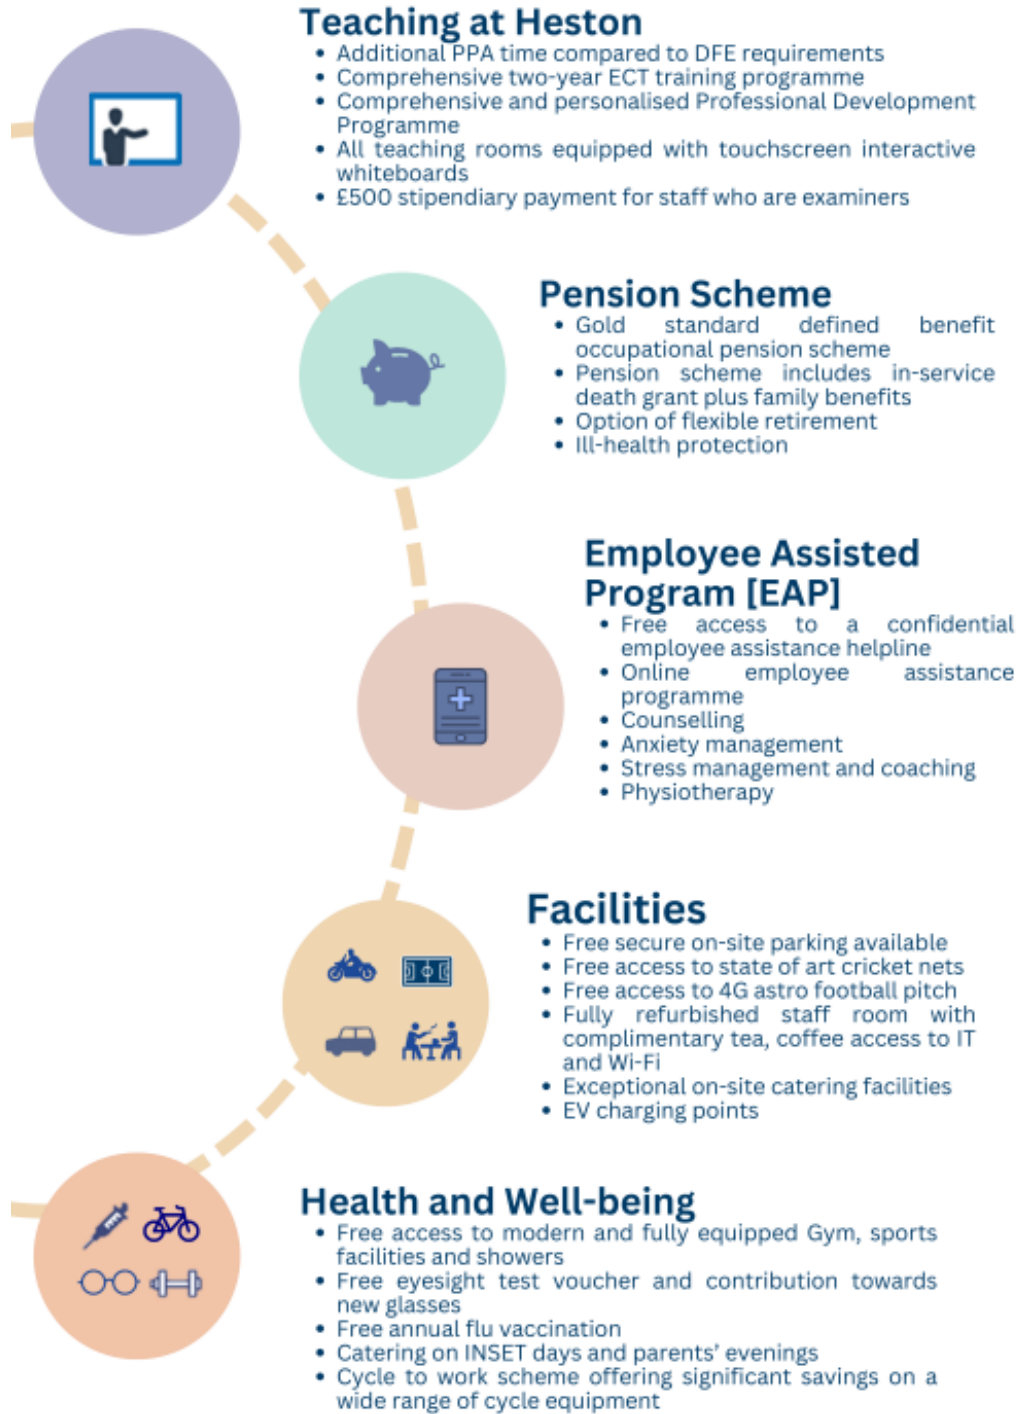 Teaching at Heston
• Additional PPA time compared to DFE requirements
• Comprehensive two-year ECT training programme
• Comprehensive and personalised Professional Development
Programme
• All teaching rooms equipped with touchscreen interactive
whiteboards
• £500 stipendiary payment for staff who are examiners
Pension Scheme
• Gold standard defined benefit
occupational pension scheme
• Pension scheme includes in-service
death grant plus family benefits
• Option of flexible retirement
• Ill-health protection
Employee Assisted
Program [EAP]
• Free access to a confidential
employee assistance helpline
• Online employee assistance
programme
• Counselling
• Anxiety management
• Stress management and coaching
• Physiotherapy
Facilities
• Free secure on-site parking available
• Free access to state of art cricket nets
• Free access to 4G astro football pitch
• Fully refurbished staff room with
complimentary tea, coffee access to IT
and Wi-Fi
• Exceptional on-site catering facilities
• EV charging points
Health and Well-being
• Free access to modern and fully equipped Gym, sports
facilities and showers
• Free eyesight test voucher and contribution towards
new glasses
• Free annual flu vaccination
• Catering on INSET days and parents’ evenings
• Cycle to work scheme offering significant savings on a
wide range of cycle equipment